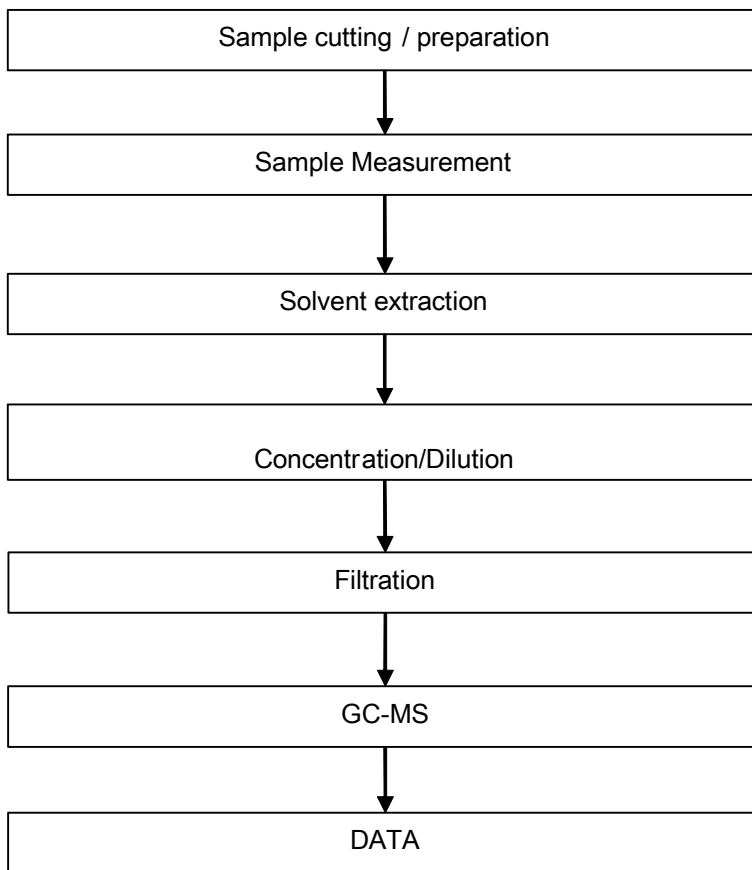 Sample cutting / preparation
Sample Measurement
Solvent extraction
Concentration/Dilution
Filtration
GC-MS
DATA